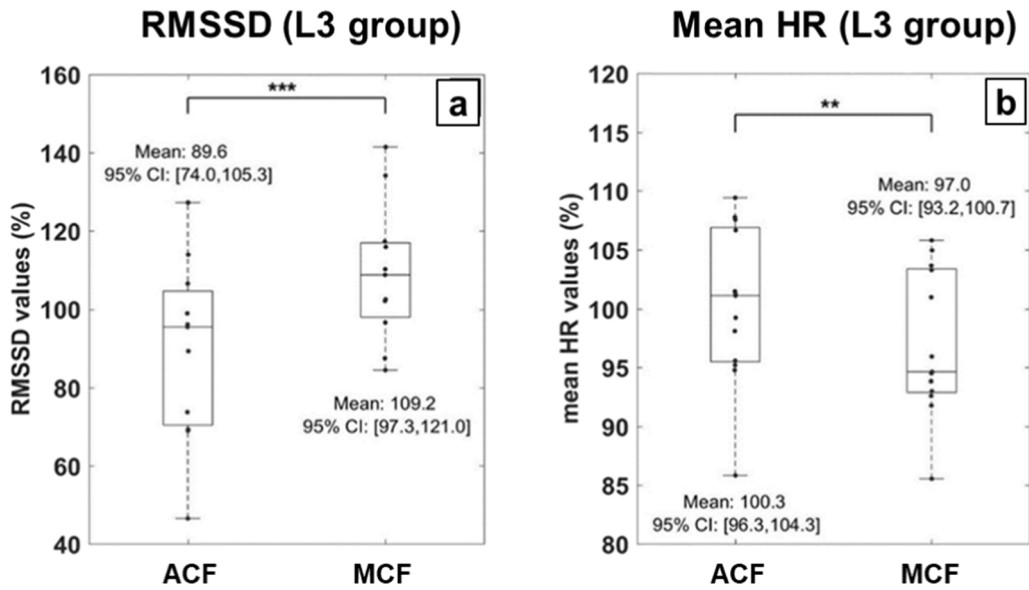 RMSSD (L3 group)
a
***
Mean: 89.6
95% CI: [74.0,105.3]
Mean: 109.2
95% CI: [97.3,121.0]
RMSSD values (%)
160
140
120
100
80
60
40
ACF
MCF
Mean HR (L3 group)
b
**
Mean: 97.0
95% CI: [93.2,100.7]
Mean: 100.3
95% CI: [96.3,104.3]
mean HR values (%)
120
115
110
105
100
95
90
85
80
ACF
MCF